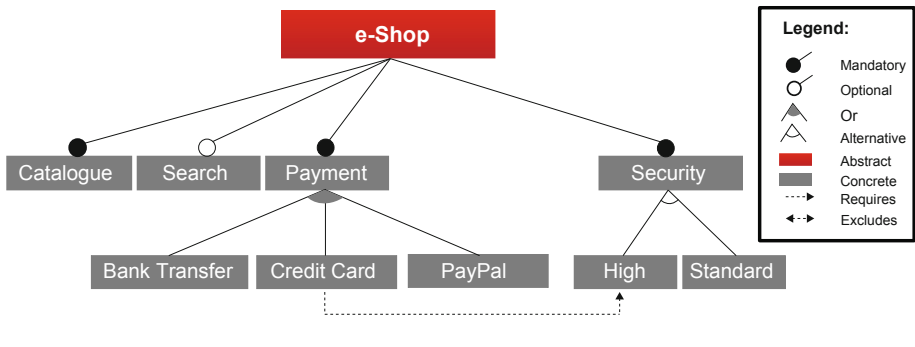 e-Shop
Catalogue
Search
Payment
Security
Bank Transfer
Credit Card
PayPal
High
Standard
Legend:
Mandatory
Optional
Or
Alternative
Abstract
Concrete
Requires
Excludes